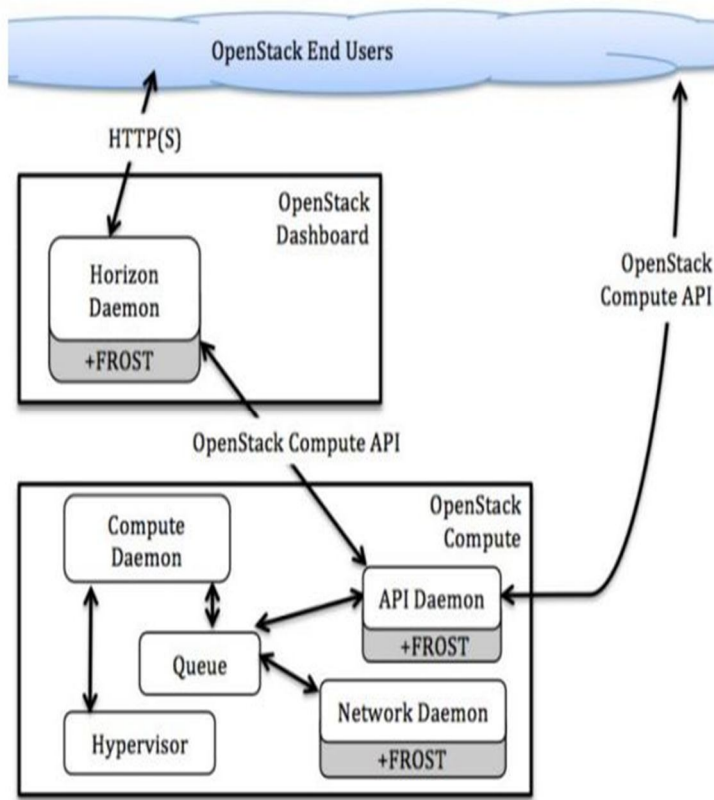 OpenStack End Users
HTTP(S)
OpenStack
Dashboard
Horizon
Daemon
+FROST
OpenStack
Compute API
OpenStack Compute API
OpenStack
Compute
Compute
Daemon
API Daemon
+FROST
Queue
Network Daemon
+FROST
Hypervisor